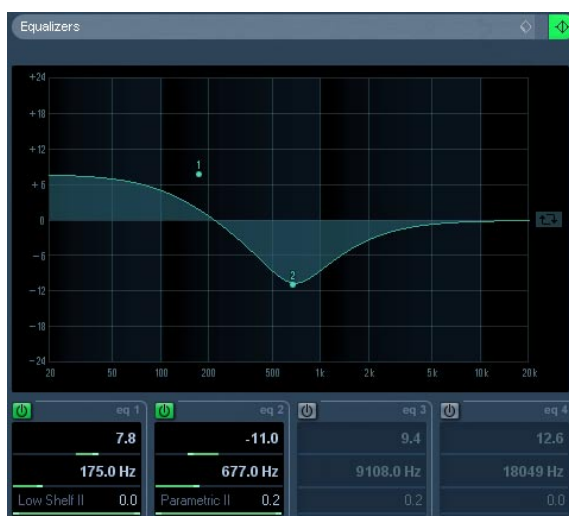 Equalizers
+24
+18
+12
1
+6
0
-6
2
-12
-18
-24
20 50 100 200 500 1k 2k 5k 10k 20k
eq 1 eq 2 eq 3 eq 4
7.8 -11.0 9.4 12.6
175.0 Hz 677.0 Hz 9108.0 Hz 18049 Hz
Low Shelf II 0.0 Parametric II 0.2 0.2 0.0